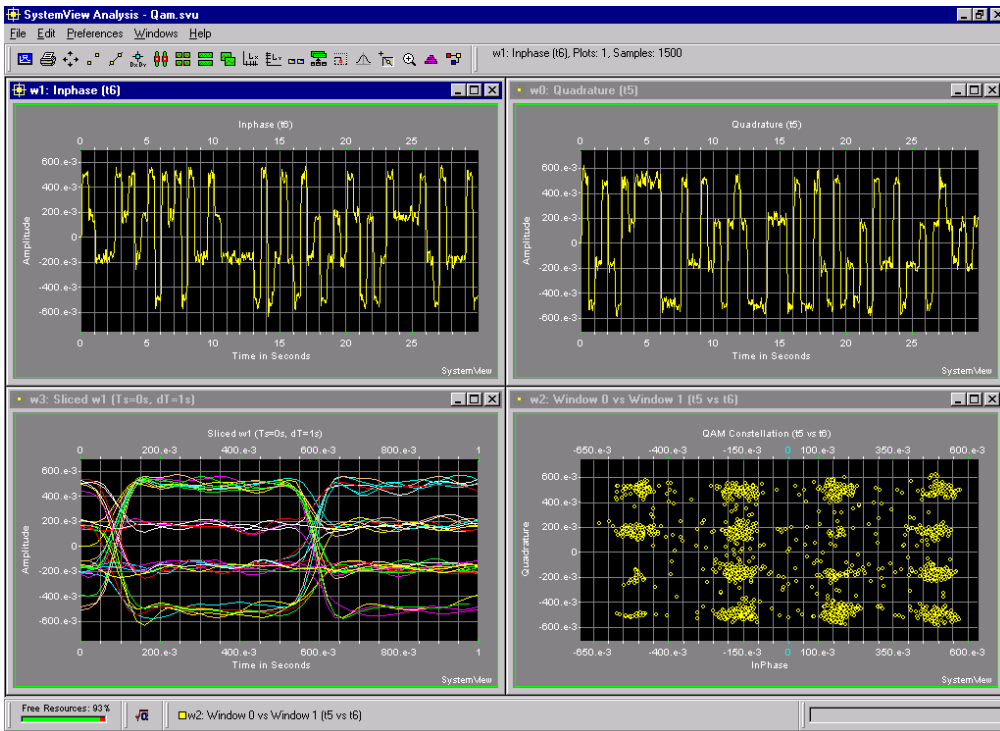 SystemView Analysis - Qam.svu
File Edit Preferences Windows Help
w1: Inphase (t6), Plots: 1, Samples: 1500
w1: Inphase (t6)
Inphase (t6)
0 5 10 15 20 25
600.e-3
400.e-3
200.e-3
0
-200.e-3
-400.e-3
-600.e-3
Amplitude
0 5 10 15 20 25
Time in Seconds
SystemView
w0: Quadrature (t5)
Quadrature (t5)
0 5 10 15 20 25
600.e-3
400.e-3
200.e-3
0
-200.e-3
-400.e-3
-600.e-3
Amplitude
0 5 10 15 20 25
Time in Seconds
SystemView
w3: Sliced w1 (Ts=0s, dT=1s)
Sliced w1 (Ts=0s, dT=1s)
0 200.e-3 400.e-3 600.e-3 800.e-3 1
600.e-3
400.e-3
200.e-3
0
-200.e-3
-400.e-3
-600.e-3
Amplitude
0 200.e-3 400.e-3 600.e-3 800.e-3 1
Time in Seconds
SystemView
w2: Window 0 vs Window 1 (t5 vs t6)
QAM Constellation (t5 vs t6)
-650.e-3 -400.e-3 -150.e-3 0 100.e-3 350.e-3 600.e-3
600.e-3
400.e-3
200.e-3
0
-200.e-3
-400.e-3
-600.e-3
Quadrature
-650.e-3 -400.e-3 -150.e-3 0 100.e-3 350.e-3 600.e-3
InPhase
SystemView
Free Resources: 93%
√α
w2: Window 0 vs Window 1 (t5 vs t6)